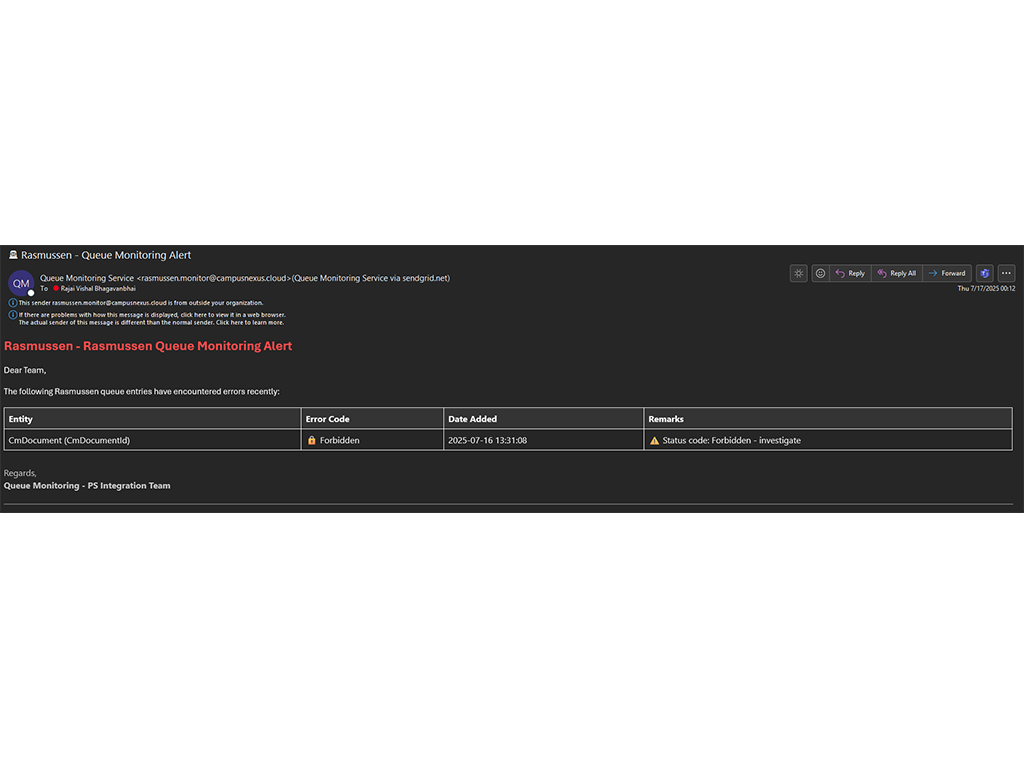 Rasmussen - Queue Monitoring Alert
QM
Queue Monitoring Service <rasmussen.monitor@campusnexus.cloud>(Queue Monitoring Service via sendgrid.net)
To Rajai Vishal Bhagavanbhai
Reply Reply All Forward
Thu 7/17/2025 00:12
This sender rasmussen.monitor@campusnexus.cloud is from outside your organization.
If there are problems with how this message is displayed, click here to view it in a web browser.
The actual sender of this message is different than the normal sender. Click here to learn more.
Rasmussen - Rasmussen Queue Monitoring Alert
Dear Team,
The following Rasmussen queue entries have encountered errors recently:
Entity Error Code Date Added Remarks
CmDocument (CmDocumentId) Forbidden 2025-07-16 13:31:08 Status code: Forbidden - investigate
Regards,
Queue Monitoring - PS Integration Team